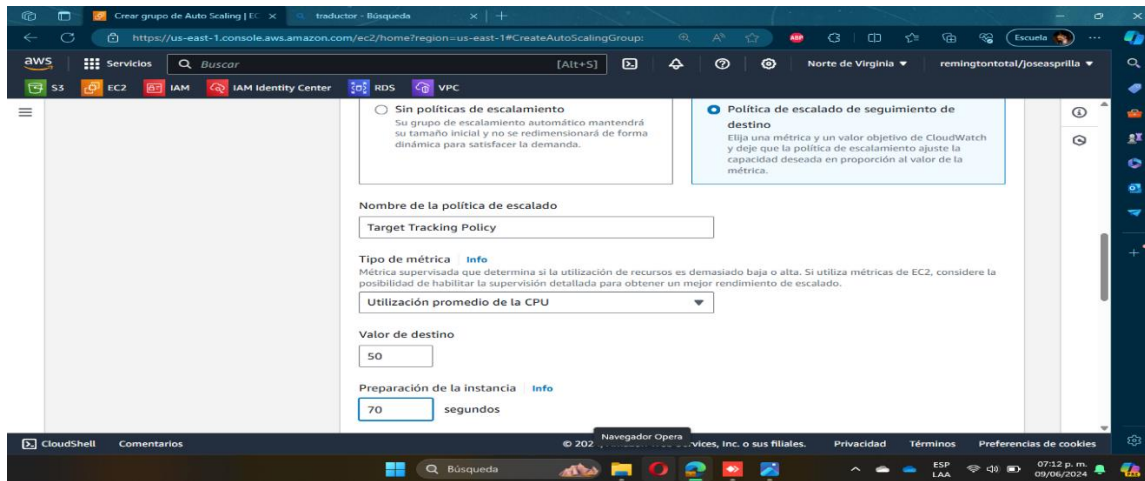 Crear grupo de Auto Scaling | EC
traductor - Búsqueda
https://us-east-1.console.aws.amazon.com/ec2/home?region=us-east-1#CreateAutoScalingGroup:
ABP
Escuela
aws
Servicios
Buscar
[Alt+S]
Norte de Virginia
remingtontotal/joseasprilla
S3
EC2
IAM
IAM Identity Center
RDS
VPC
Sin políticas de escalamiento
Su grupo de escalamiento automático mantendrá
su tamaño inicial y no se redimensionará de forma
dinámica para satisfacer la demanda.
Política de escalado de seguimiento de
destino
Elija una métrica y un valor objetivo de CloudWatch
y deje que la política de escalamiento ajuste la
capacidad deseada en proporción al valor de la
métrica.
Nombre de la política de escalado
Target Tracking Policy
Tipo de métrica Info
Métrica supervisada que determina si la utilización de recursos es demasiado baja o alta. Si utiliza métricas de EC2, considere la
posibilidad de habilitar la supervisión detallada para obtener un mejor rendimiento de escalado.
Utilización promedio de la CPU
Valor de destino
50
Preparación de la instancia Info
70 segundos
CloudShell
Comentarios
© 202
Navegador Opera
vices, Inc. o sus filiales.
Privacidad
Términos
Preferencias de cookies
Búsqueda
ESP
LAA
07:12 p. m.
09/06/2024